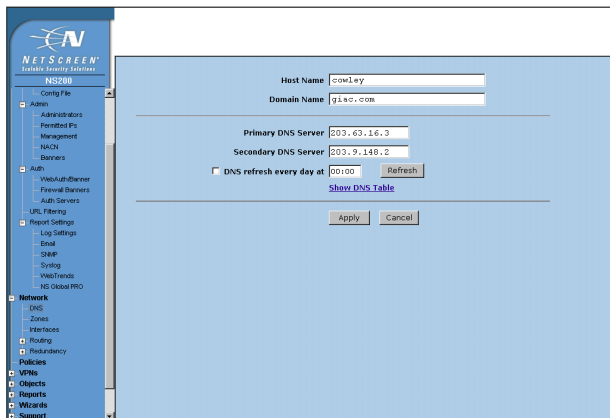 NETSCREEN
Scalable Security Solutions
NS200
Config File
Admin
Administrators
Permitted IPs
Management
NACN
Banners
Auth
WebAuth/Banner
Firewall Banners
Auth Servers
URL Filtering
Report Settings
Log Settings
Email
SNMP
Syslog
WebTrends
NS Global PRO
Network
DNS
Zones
Interfaces
Routing
Redundancy
Policies
VPNs
Objects
Reports
Wizards
Support
Host Name cowley
Domain Name giac.com
Primary DNS Server 203.63.16.3
Secondary DNS Server 203.9.148.2
DNS refresh every day at 00:00 Refresh
Show DNS Table
Apply Cancel